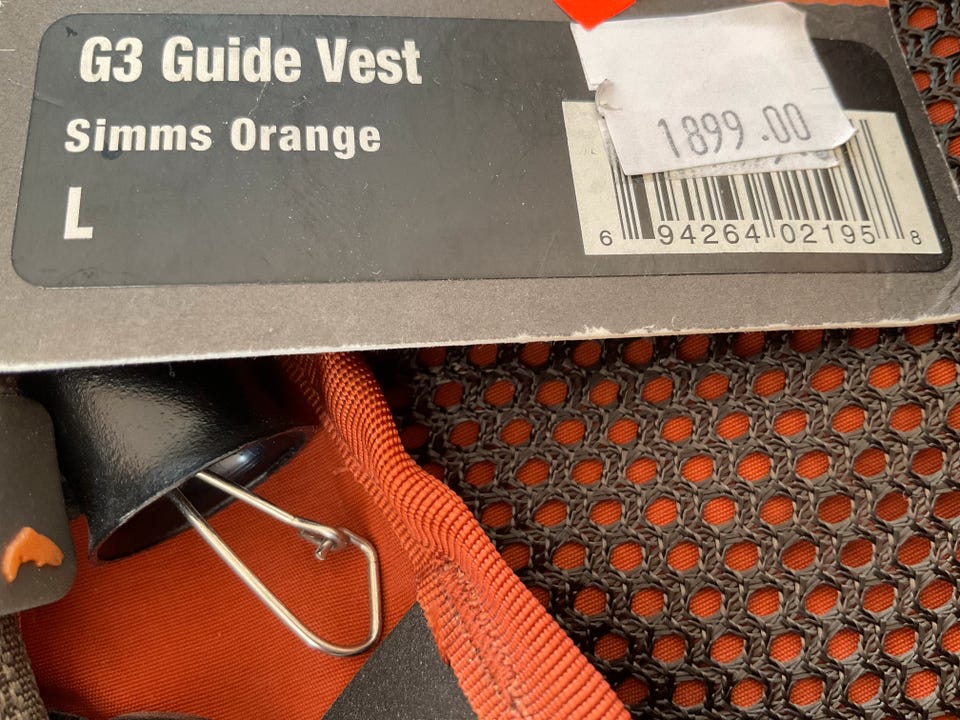 G3 Guide Vest
Simms Orange
L
1899.00
6 94264 02195 8